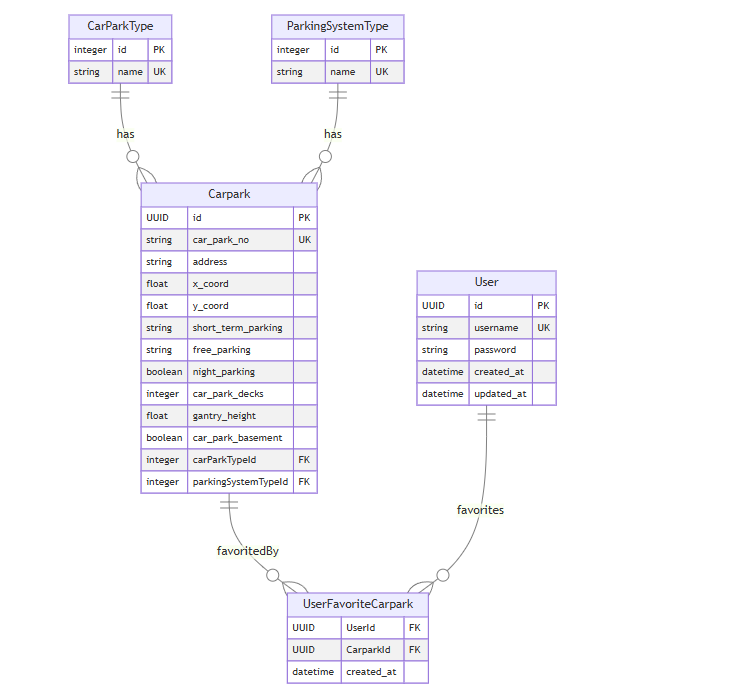 CarParkType
integer id PK
string name UK
ParkingSystemType
integer id PK
string name UK
has
has
Carpark
UUID id PK
string car_park_no UK
string address
float x_coord
float y_coord
string short_term_parking
string free_parking
boolean night_parking
integer car_park_decks
float gantry_height
boolean car_park_basement
integer carParkTypeId FK
integer parkingSystemTypeId FK
User
UUID id PK
string username UK
string password
datetime created_at
datetime updated_at
favorites
favoritedBy
UserFavoriteCarpark
UUID UserId FK
UUID CarparkId FK
datetime created_at